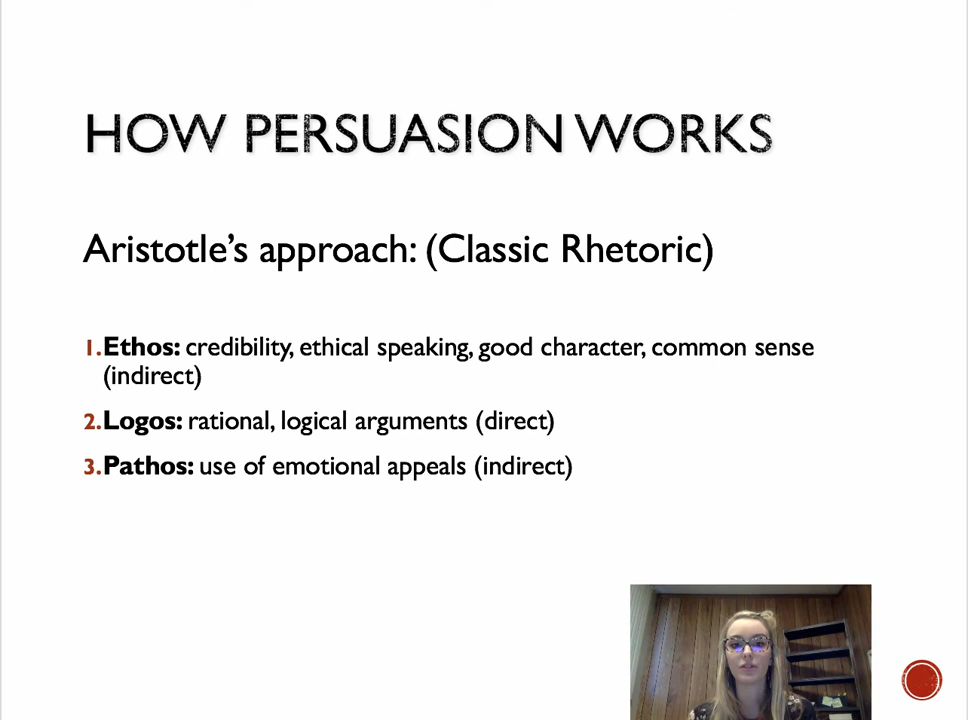 HOW PERSUASION WORKS
Aristotle’s approach: (Classic Rhetoric)
1. Ethos: credibility, ethical speaking, good character, common sense
(indirect)
2. Logos: rational, logical arguments (direct)
3. Pathos: use of emotional appeals (indirect)